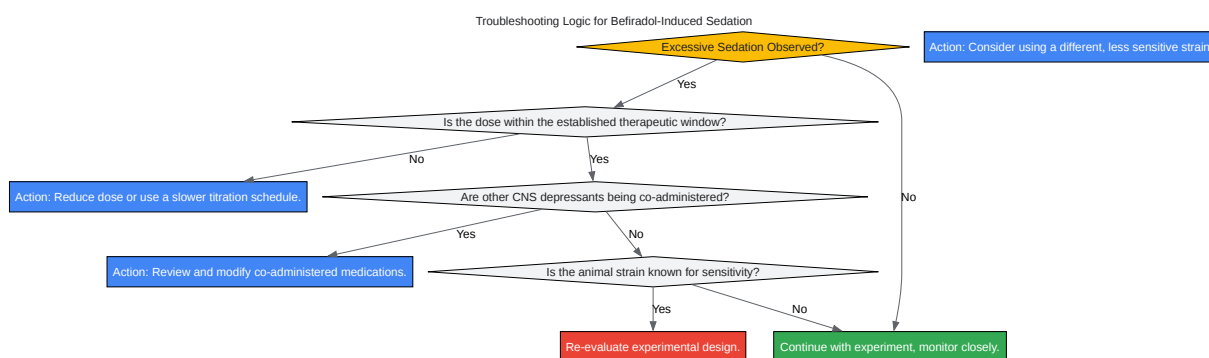 Troubleshooting Logic for Befiradol-Induced Sedation
Excessive Sedation Observed?
Action: Consider using a different, less sensitive strain
Yes
Is the dose within the established therapeutic window?
No
Yes
Action: Reduce dose or use a slower titration schedule.
Are other CNS depressants being co-administered?
No
Yes
No
Action: Review and modify co-administered medications.
Is the animal strain known for sensitivity?
Yes
No
Re-evaluate experimental design.
Continue with experiment, monitor closely.